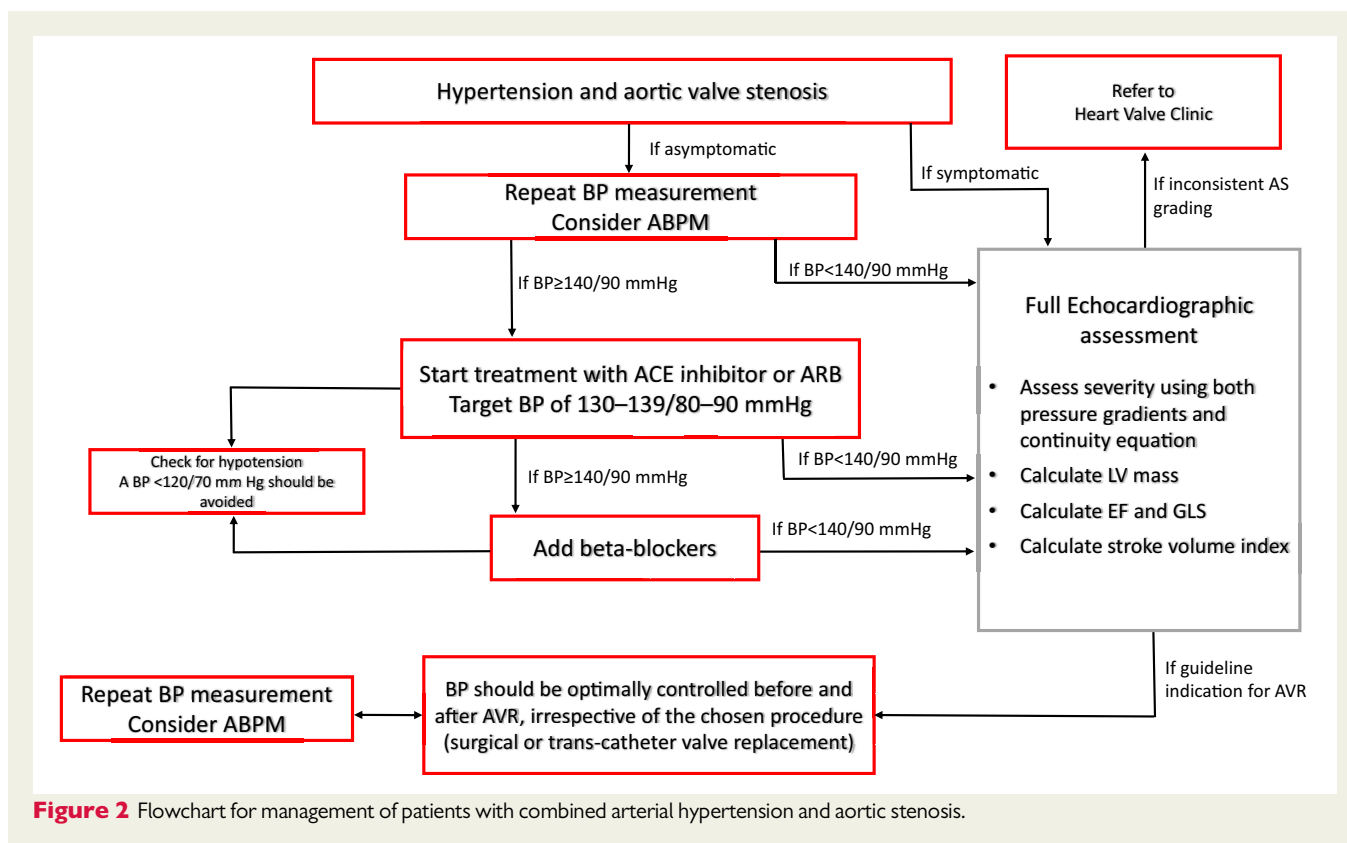 Hypertension and aortic valve stenosis
Refer to
Heart Valve Clinic
If asymptomatic
If symptomatic
If inconsistent AS
grading
Repeat BP measurement
Consider ABPM
If BP≥140/90 mmHg
If BP<140/90 mmHg
Full Echocardiographic
assessment
• Assess severity using both
pressure gradients and
continuity equation
• Calculate LV mass
• Calculate EF and GLS
• Calculate stroke volume index
Start treatment with ACE inhibitor or ARB
Target BP of 130–139/80–90 mmHg
Check for hypotension
A BP <120/70 mm Hg should be
avoided
If BP≥140/90 mmHg
If BP<140/90 mmHg
Add beta-blockers
If BP<140/90 mmHg
If guideline
indication for AVR
BP should be optimally controlled before and
after AVR, irrespective of the chosen procedure
(surgical or trans-catheter valve replacement)
Repeat BP measurement
Consider ABPM
Figure 2 Flowchart for management of patients with combined arterial hypertension and aortic stenosis.